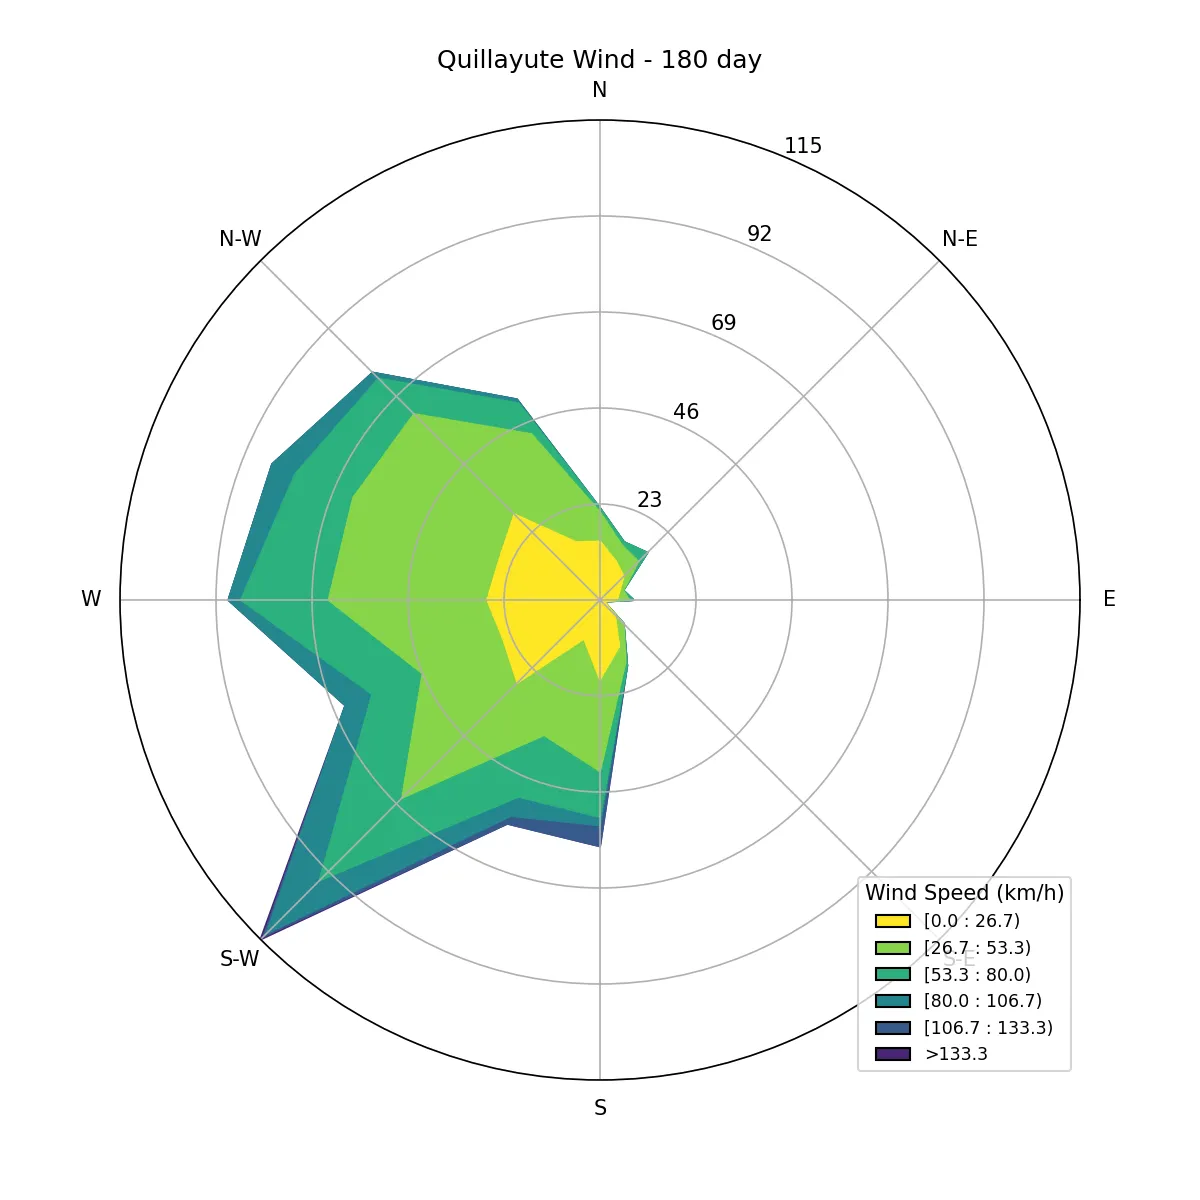 Quillayute Wind - 180 day
N
115
N-W
92
N-E
69
46
23
W
E
S-W
S-E
S
Wind Speed (km/h)
[0.0 : 26.7)
[26.7 : 53.3)
[53.3 : 80.0)
[80.0 : 106.7)
[106.7 : 133.3)
>133.3